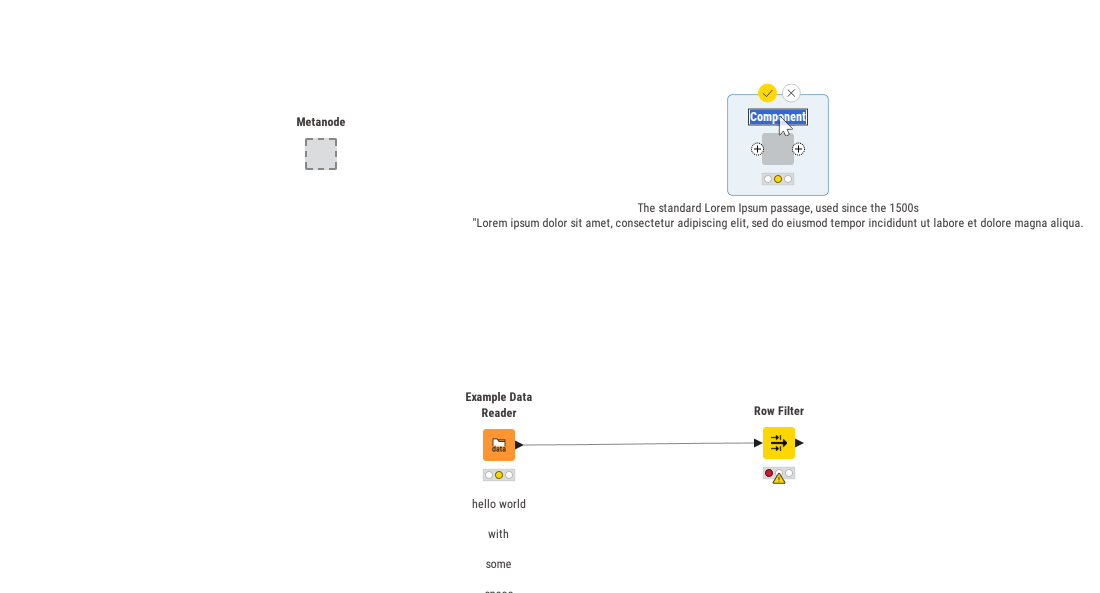 Metanode
Component
The standard Lorem Ipsum passage, used since the 1500s
"Lorem ipsum dolor sit amet, consectetur adipiscing elit, sed do eiusmod tempor incididunt ut labore et dolore magna aliqua.
Example Data
Reader
Row Filter
data
hello world
with
some